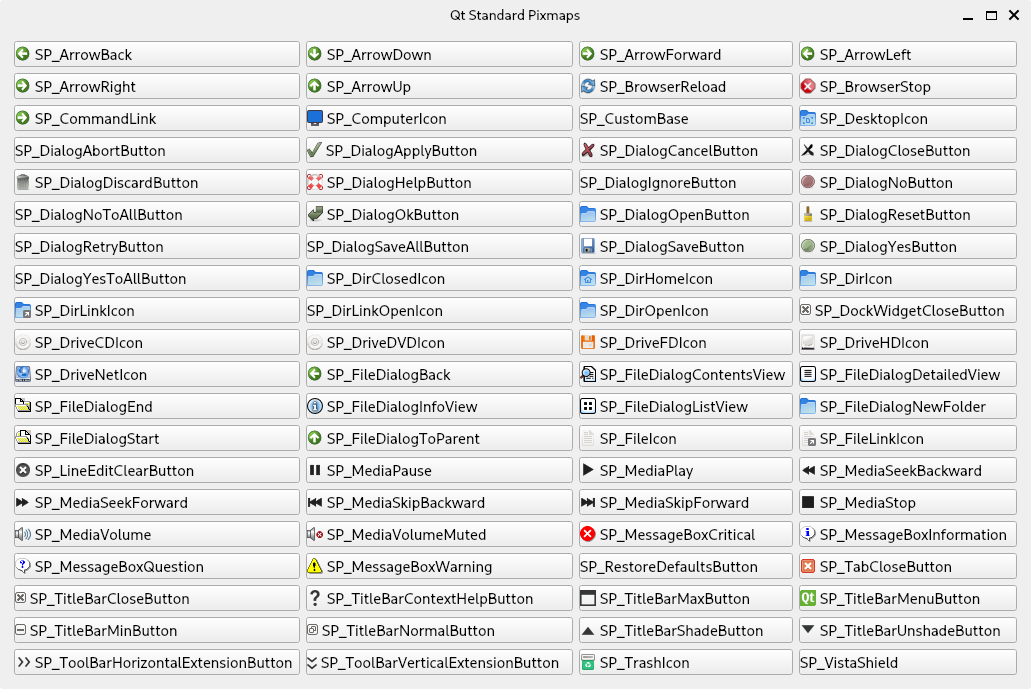 Qt Standard Pixmaps
SP_ArrowBack SP_ArrowDown SP_ArrowForward SP_ArrowLeft
SP_ArrowRight SP_ArrowUp SP_BrowserReload SP_BrowserStop
SP_CommandLink SP_ComputerIcon SP_CustomBase SP_DesktopIcon
SP_DialogAbortButton SP_DialogApplyButton SP_DialogCancelButton SP_DialogCloseButton
SP_DialogDiscardButton SP_DialogHelpButton SP_DialogIgnoreButton SP_DialogNoButton
SP_DialogNoToAllButton SP_DialogOkButton SP_DialogOpenButton SP_DialogResetButton
SP_DialogRetryButton SP_DialogSaveAllButton SP_DialogSaveButton SP_DialogYesButton
SP_DialogYesToAllButton SP_DirClosedIcon SP_DirHomeIcon SP_DirIcon
SP_DirLinkIcon SP_DirLinkOpenIcon SP_DirOpenIcon SP_DockWidgetCloseButton
SP_DriveCDIcon SP_DriveDVDIcon SP_DriveFDIcon SP_DriveHDIcon
SP_DriveNetIcon SP_FileDialogBack SP_FileDialogContentsView SP_FileDialogDetailedView
SP_FileDialogEnd SP_FileDialogInfoView SP_FileDialogListView SP_FileDialogNewFolder
SP_FileDialogStart SP_FileDialogToParent SP_FileIcon SP_FileLinkIcon
SP_LineEditClearButton SP_MediaPause SP_MediaPlay SP_MediaSeekBackward
SP_MediaSeekForward SP_MediaSkipBackward SP_MediaSkipForward SP_MediaStop
SP_MediaVolume SP_MediaVolumeMuted SP_MessageBoxCritical SP_MessageBoxInformation
SP_MessageBoxQuestion SP_MessageBoxWarning SP_RestoreDefaultsButton SP_TabCloseButton
SP_TitleBarCloseButton SP_TitleBarContextHelpButton SP_TitleBarMaxButton Qt SP_TitleBarMenuButton
SP_TitleBarMinButton SP_TitleBarNormalButton SP_TitleBarShadeButton SP_TitleBarUnshadeButton
SP_ToolBarHorizontalExtensionButton SP_ToolBarVerticalExtensionButton SP_TrashIcon SP_VistaShield